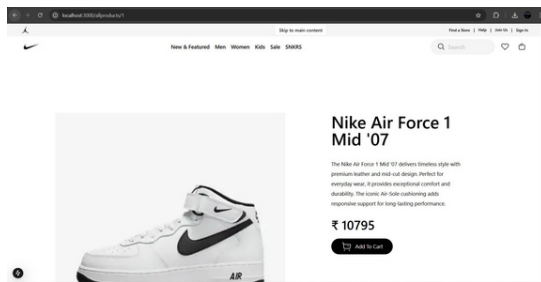 localhost:3000/allproducts/1
Skip to main content
Find a Store | Help | Join Us | Sign In
New & Featured Men Women Kids Sale SNKRS
Search
Nike Air Force 1
Mid '07
The Nike Air Force 1 Mid '07 delivers timeless style with
premium leather and mid-cut design. Perfect for
everyday wear, it provides exceptional comfort and
durability. The iconic Air-Sole cushioning adds
responsive support for long-lasting performance.
₹ 10795
Add To Cart
AIR